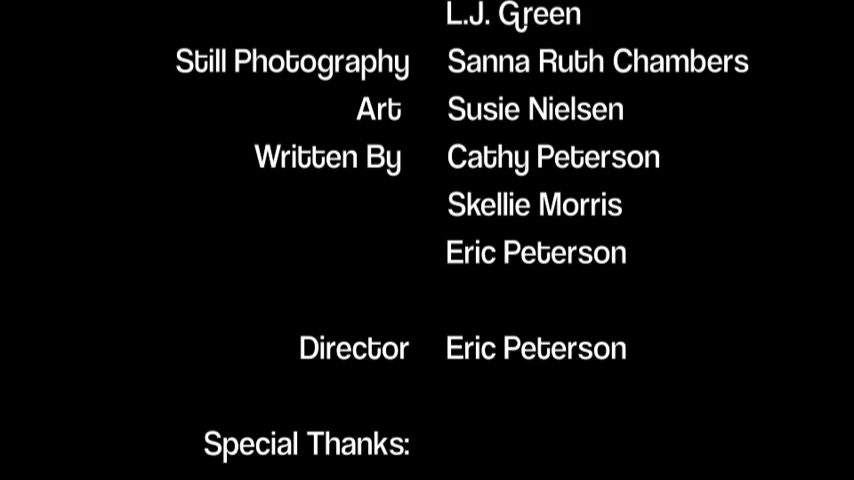 L.J. Green
Still Photography Sanna Ruth Chambers
Art Susie Nielsen
Written By Cathy Peterson
Skellie Morris
Eric Peterson
Director Eric Peterson
Special Thanks: